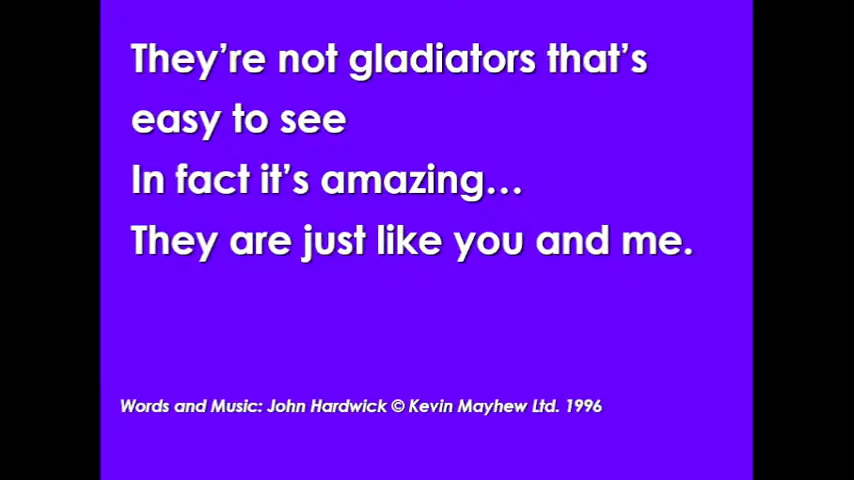 They’re not gladiators that’s
easy to see
In fact it’s amazing…
They are just like you and me.
Words and Music: John Hardwick © Kevin Mayhew Ltd. 1996